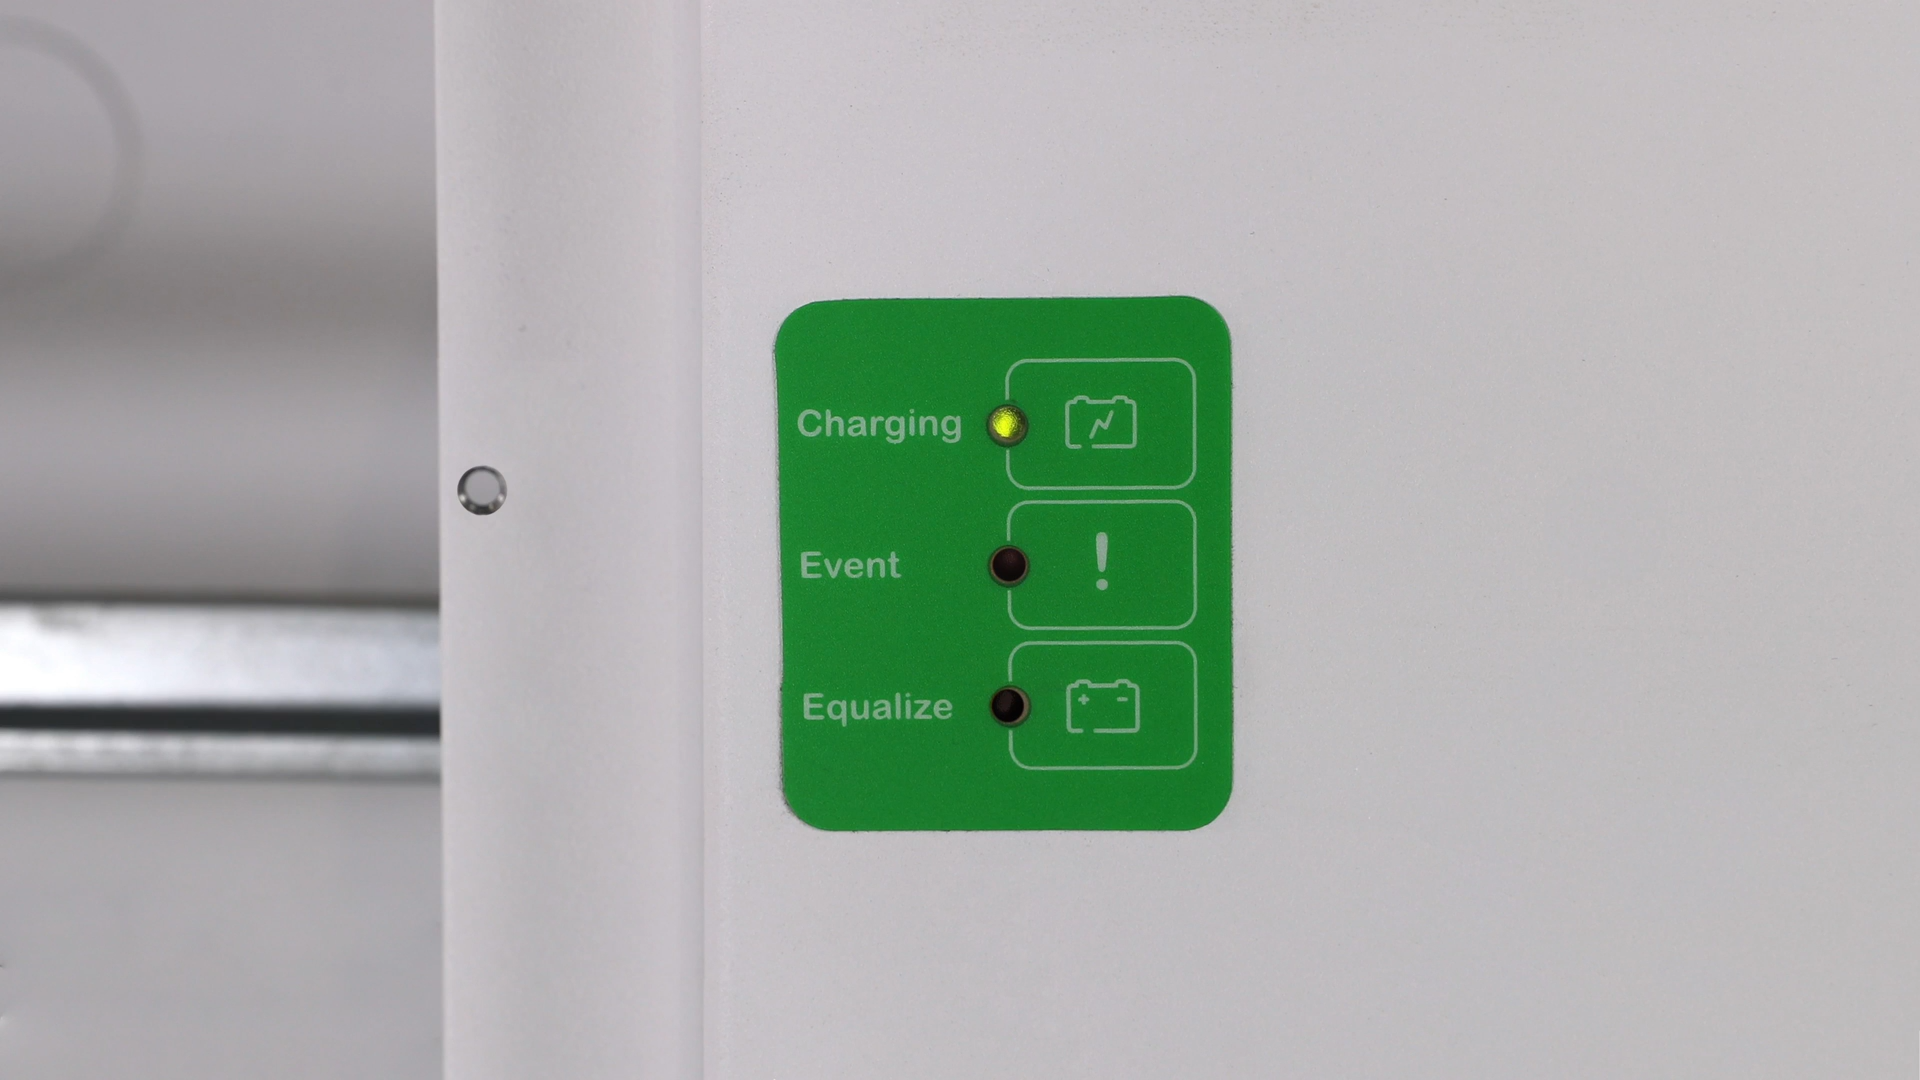 Charging
Event
!
Equalize
+ -